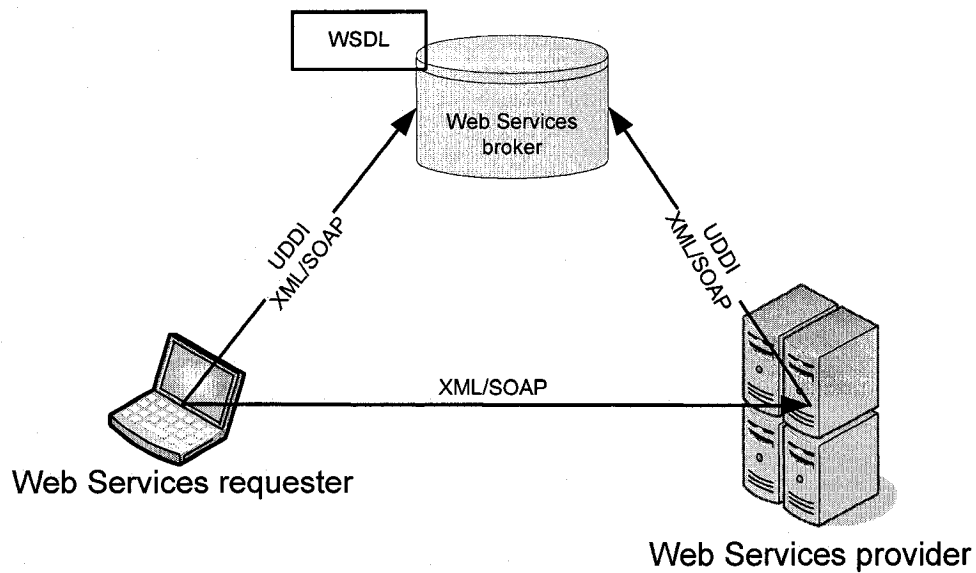 WSDL
Web Services
broker
UDDI
XML/SOAP
UDDI
XML/SOAP
XML/SOAP
Web Services requester
Web Services provider